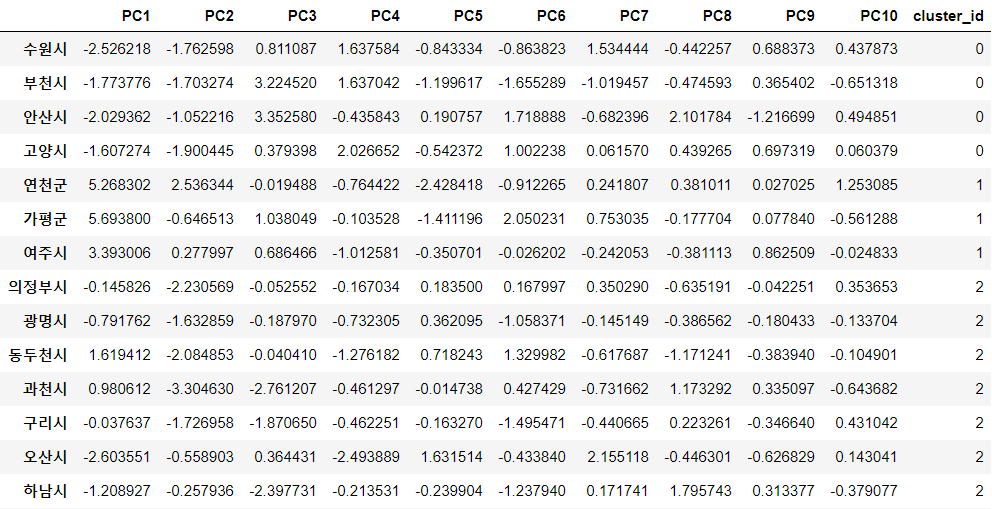 PC1 PC2 PC3 PC4 PC5 PC6 PC7 PC8 PC9 PC10 cluster_id
수원시 -2.526218 -1.762598 0.811087 1.637584 -0.843334 -0.863823 1.534444 -0.442257 0.688373 0.437873 0
부천시 -1.773776 -1.703274 3.224520 1.637042 -1.199617 -1.655289 -1.019457 -0.474593 0.365402 -0.651318 0
안산시 -2.029362 -1.052216 3.352580 -0.435843 0.190757 1.718888 -0.682396 2.101784 -1.216699 0.494851 0
고양시 -1.607274 -1.900445 0.379398 2.026652 -0.542372 1.002238 0.061570 0.439265 0.697319 0.060379 0
연천군 5.268302 2.536344 -0.019488 -0.764422 -2.428418 -0.912265 0.241807 0.381011 0.027025 1.253085 1
가평군 5.693800 -0.646513 1.038049 -0.103528 -1.411196 2.050231 0.753035 -0.177704 0.077840 -0.561288 1
여주시 3.393006 0.277997 0.686466 -1.012581 -0.350701 -0.026202 -0.242053 -0.381113 0.862509 -0.024833 1
의정부시 -0.145826 -2.230569 -0.052552 -0.167034 0.183500 0.167997 0.350290 -0.635191 -0.042251 0.353653 2
광명시 -0.791762 -1.632859 -0.187970 -0.732305 0.362095 -1.058371 -0.145149 -0.386562 -0.180433 -0.133704 2
동두천시 1.619412 -2.084853 -0.040410 -1.276182 0.718243 1.329982 -0.617687 -1.171241 -0.383940 -0.104901 2
과천시 0.980612 -3.304630 -2.761207 -0.461297 -0.014738 0.427429 -0.731662 1.173292 0.335097 -0.643682 2
구리시 -0.037637 -1.726958 -1.870650 -0.462251 -0.163270 -1.495471 -0.440665 0.223261 -0.346640 0.431042 2
오산시 -2.603551 -0.558903 0.364431 -2.493889 1.631514 -0.433840 2.155118 -0.446301 -0.626829 0.143041 2
하남시 -1.208927 -0.257936 -2.397731 -0.213531 -0.239904 -1.237940 0.171741 1.795743 0.313377 -0.379077 2